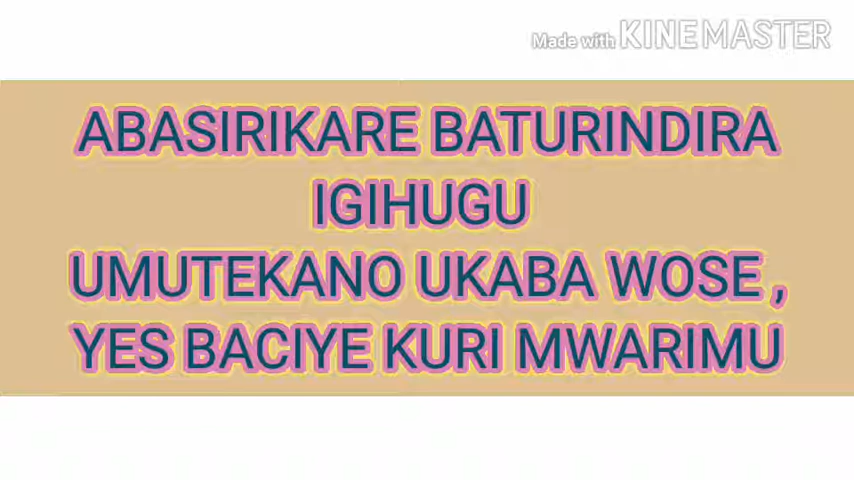 Made with KINEMASTER
ABASIRIKARE BATURINDIRA
IGIHUGU
UMUTEKANO UKABA WOSE ,
YES BACIYE KURI MWARIMU